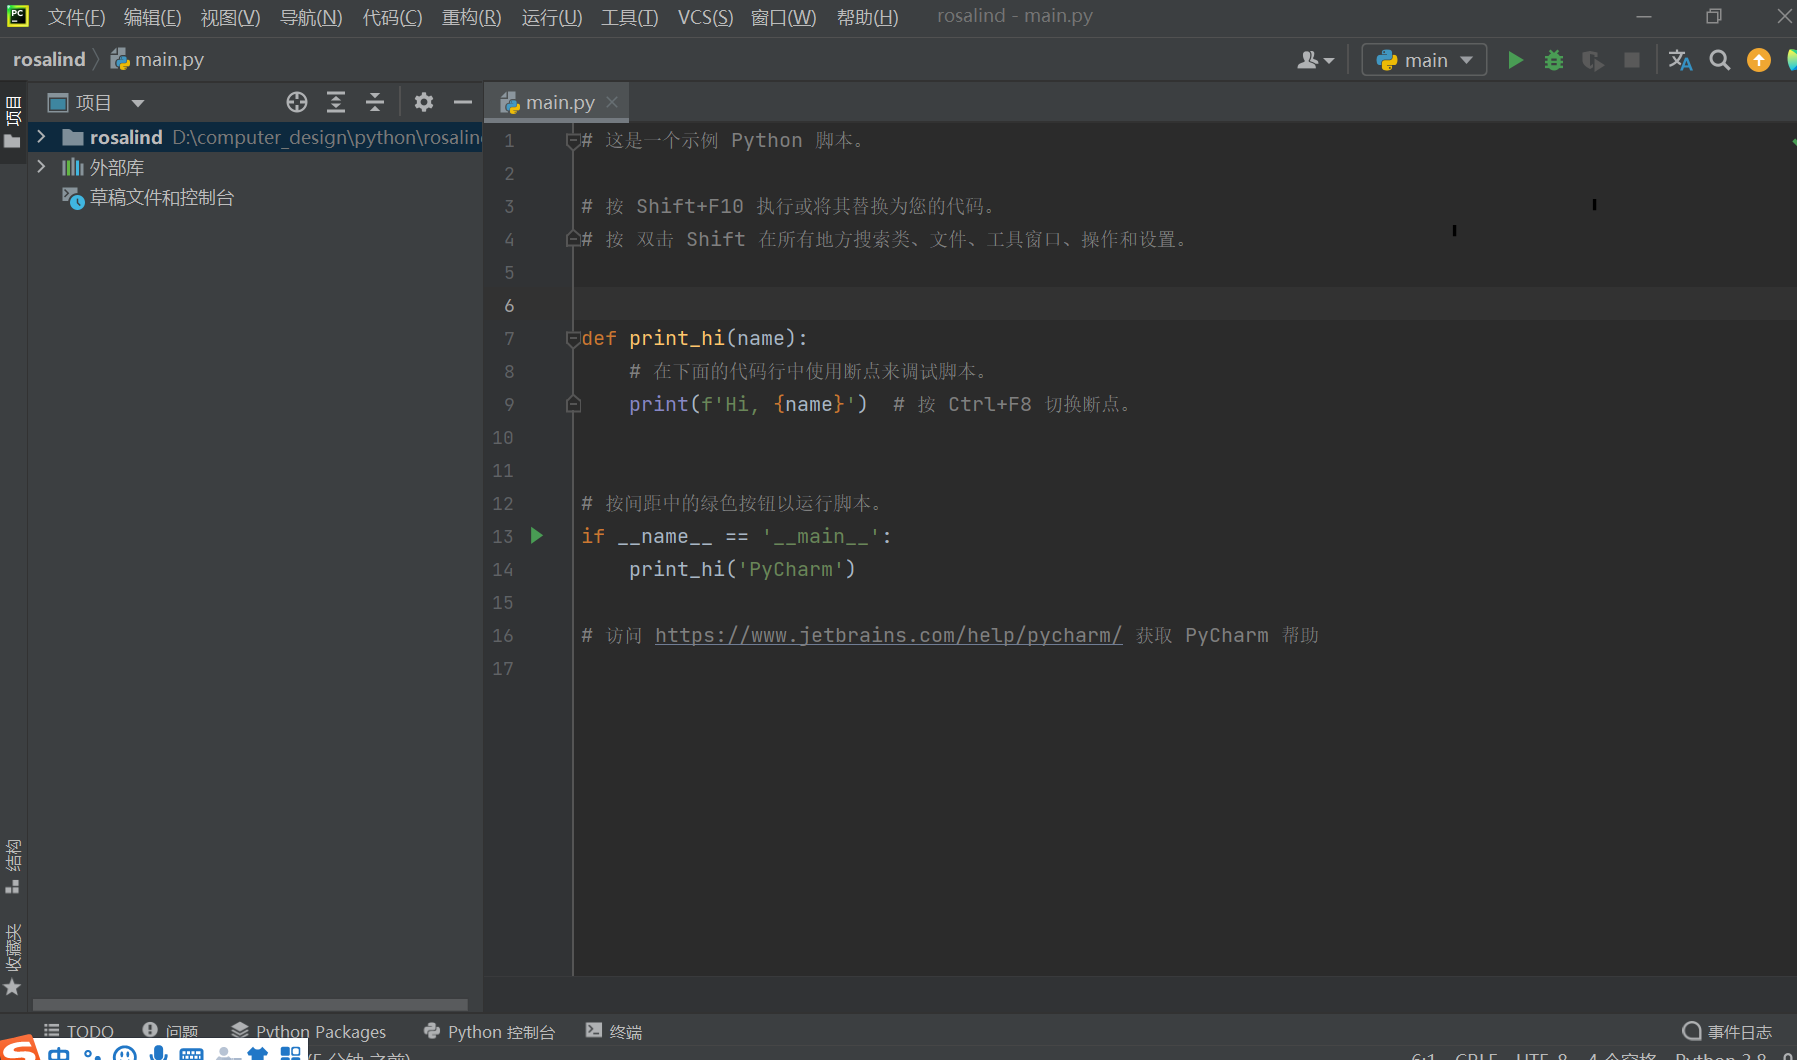 PC 文件(F) 编辑(E) 视图(V) 导航(N) 代码(C) 重构(R) 运行(U) 工具(T) VCS(S) 窗口(W) 帮助(H) rosalind - main.py
rosalind main.py main
项目 main.py
项目
rosalind D:\computer_design\python\rosalind
外部库
草稿文件和控制台
1 # 这是一个示例 Python 脚本。
2
3 # 按 Shift+F10 执行或将其替换为您的代码。
4 # 按 双击 Shift 在所有地方搜索类、文件、工具窗口、操作和设置。
5
6
7 def print_hi(name):
8     # 在下面的代码行中使用断点来调试脚本。
9     print(f'Hi, {name}')  # 按 Ctrl+F8 切换断点。
10
11
12 # 按间距中的绿色按钮以运行脚本。
13 if __name__ == '__main__':
14     print_hi('PyCharm')
15
16 # 访问 https://www.jetbrains.com/help/pycharm/ 获取 PyCharm 帮助
17
结构
收藏夹
TODO 问题 Python Packages Python 控制台 终端 事件日志
中 (5 分钟 之前) 6:1 CRLF UTF-8 4 个空格 Python 3.8